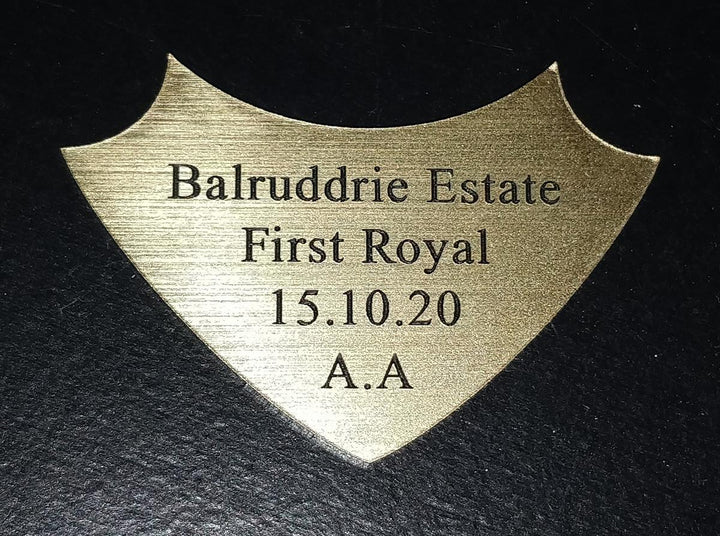 Balruddrie Estate
First Royal
15.10.20
A.A